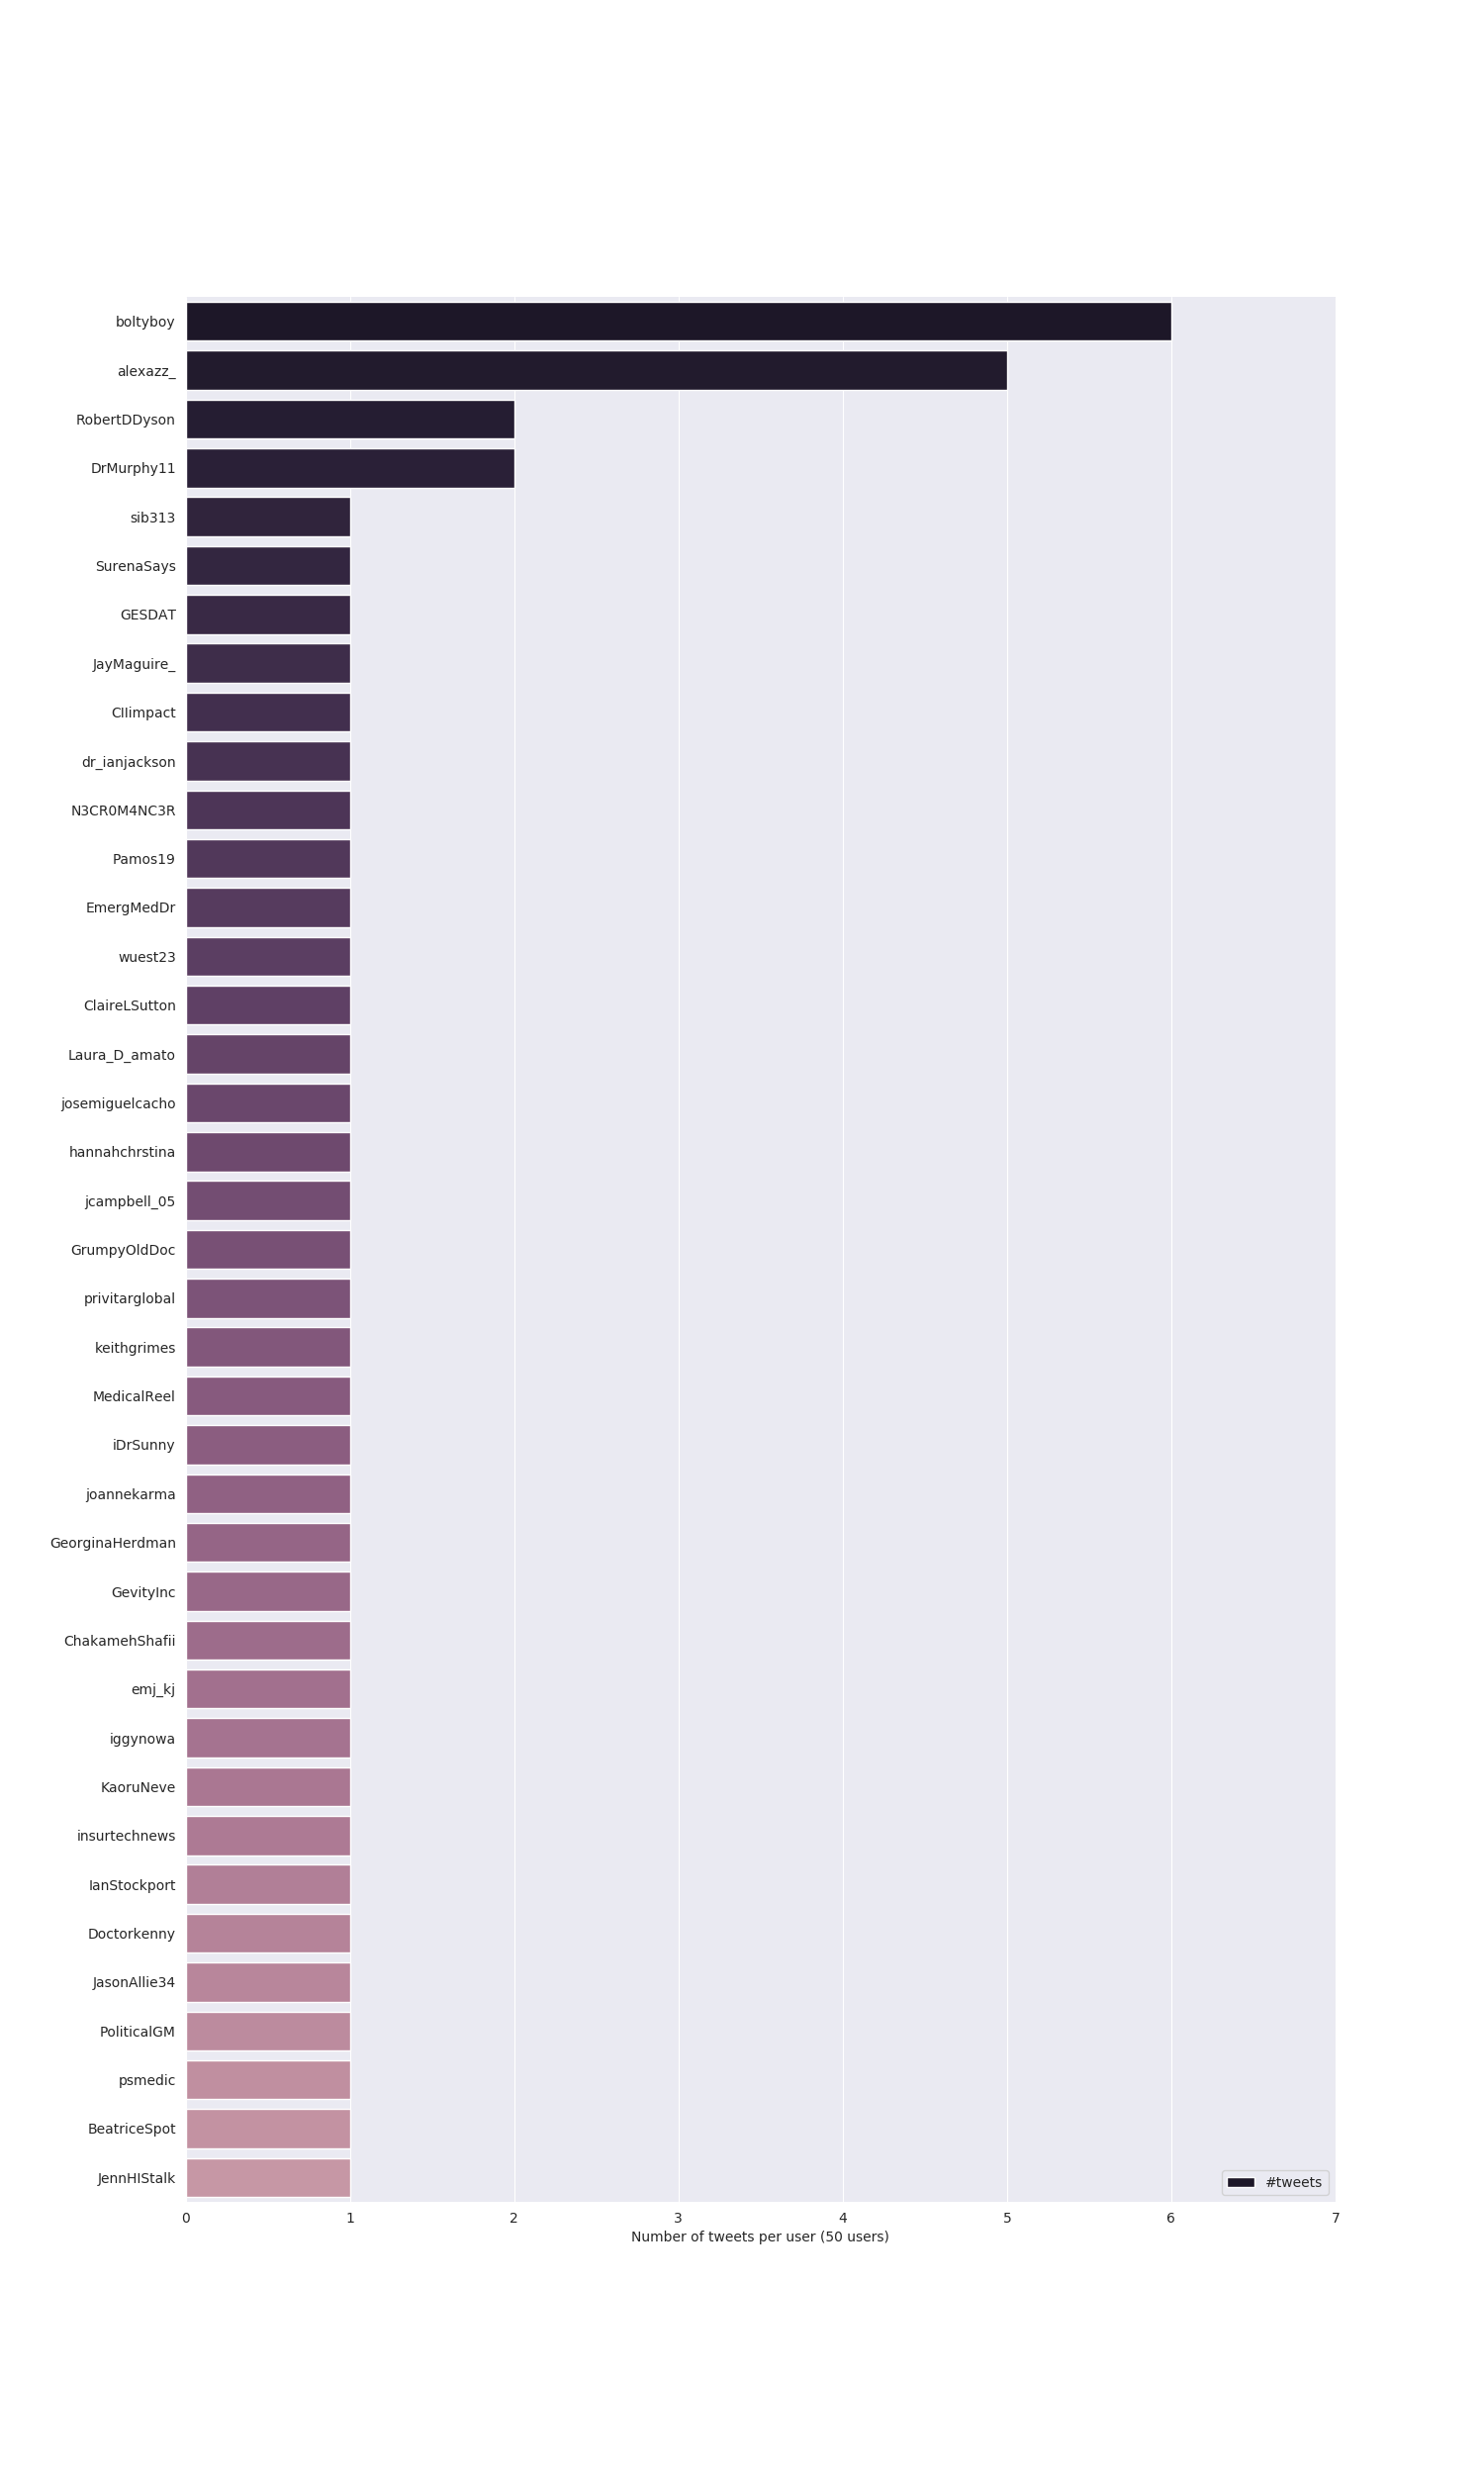 boltyboy
alexazz_
RobertDDyson
DrMurphy11
sib313
SurenaSays
GESDAT
JayMaguire_
CIIimpact
dr_ianjackson
N3CR0M4NC3R
Pamos19
EmergMedDr
wuest23
ClaireLSutton
Laura_D_amato
josemiguelcacho
hannahchrstina
jcampbell_05
GrumpyOldDoc
privitarglobal
keithgrimes
MedicalReel
iDrSunny
joannekarma
GeorginaHerdman
GevityInc
ChakamehShafii
emj_kj
iggynowa
KaoruNeve
insurtechnews
IanStockport
Doctorkenny
JasonAllie34
PoliticalGM
psmedic
BeatriceSpot
JennHIStalk
#tweets
0 1 2 3 4 5 6 7
Number of tweets per user (50 users)